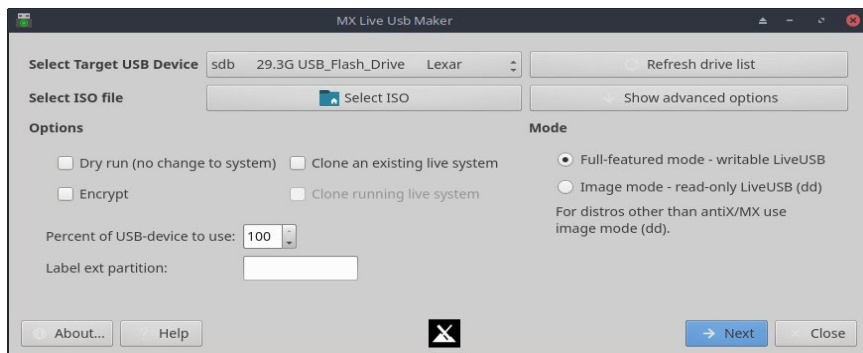 MX Live Usb Maker
Select Target USB Device sdb 29.3G USB_Flash_Drive Lexar Refresh drive list
Select ISO file Select ISO Show advanced options
Options Mode
Dry run (no change to system) Clone an existing live system Full-featured mode - writable LiveUSB
Encrypt Clone running live system Image mode - read-only LiveUSB (dd)
For distros other than antiX/MX use
image mode (dd).
Percent of USB-device to use: 100
Label ext partition:
About... Help Next Close